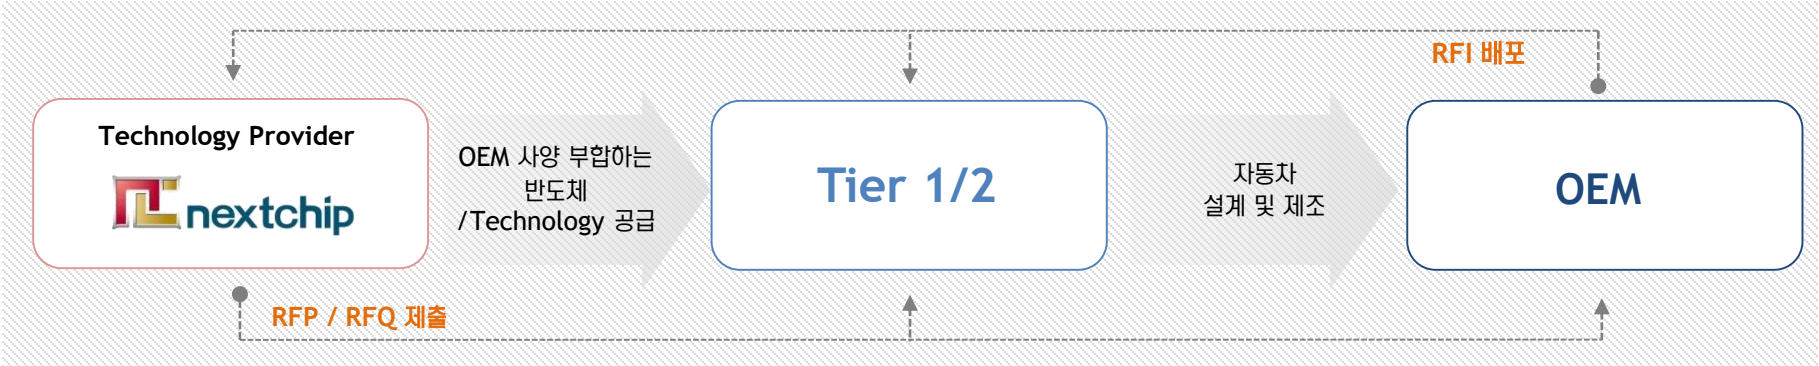 RFI 배포
Technology Provider
nextchip
OEM 사양 부합하는
반도체
/Technology 공급
Tier 1/2
자동차
설계 및 제조
OEM
RFP / RFQ 제출